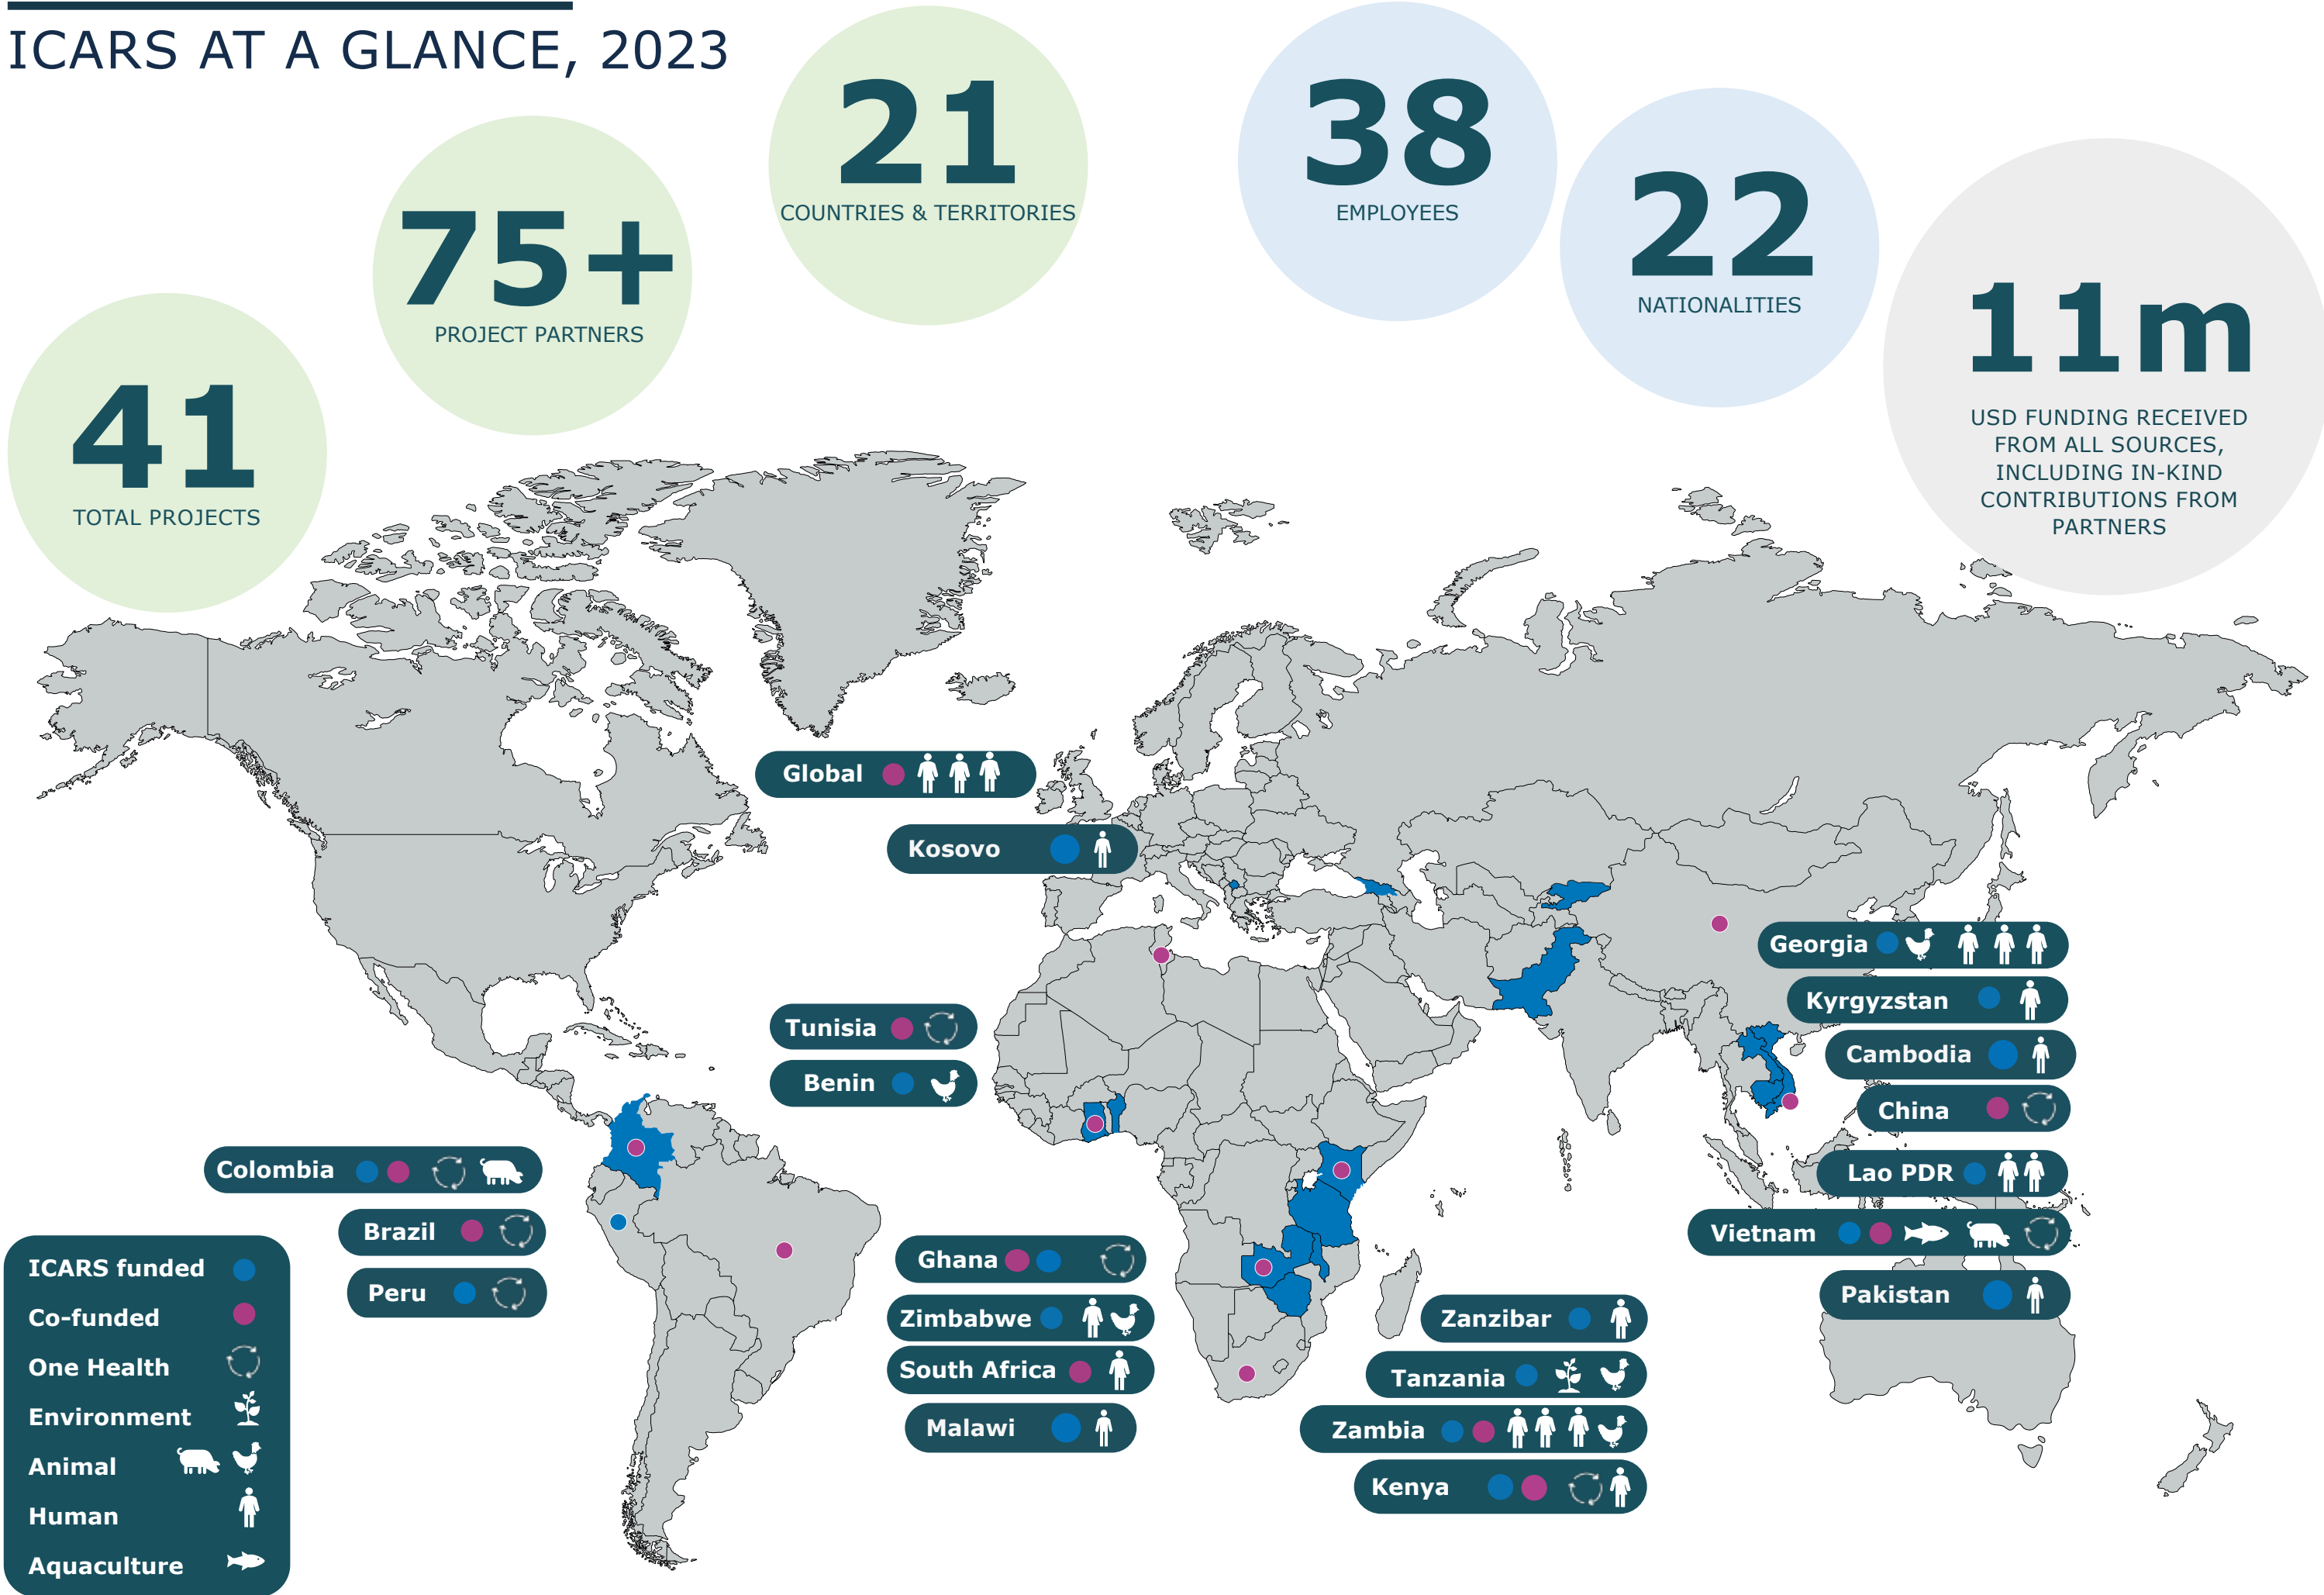 ICARS AT A GLANCE, 2023
41
TOTAL PROJECTS
75+
PROJECT PARTNERS
21
COUNTRIES & TERRITORIES
38
EMPLOYEES
22
NATIONALITIES
11m
USD FUNDING RECEIVED
FROM ALL SOURCES,
INCLUDING IN-KIND
CONTRIBUTIONS FROM
PARTNERS
Global
Kosovo
Tunisia
Benin
Colombia
Brazil
Peru
Ghana
Zimbabwe
South Africa
Malawi
Zanzibar
Tanzania
Zambia
Kenya
Georgia
Kyrgyzstan
Cambodia
China
Lao PDR
Vietnam
Pakistan
ICARS funded
Co-funded
One Health
Environment
Animal
Human
Aquaculture